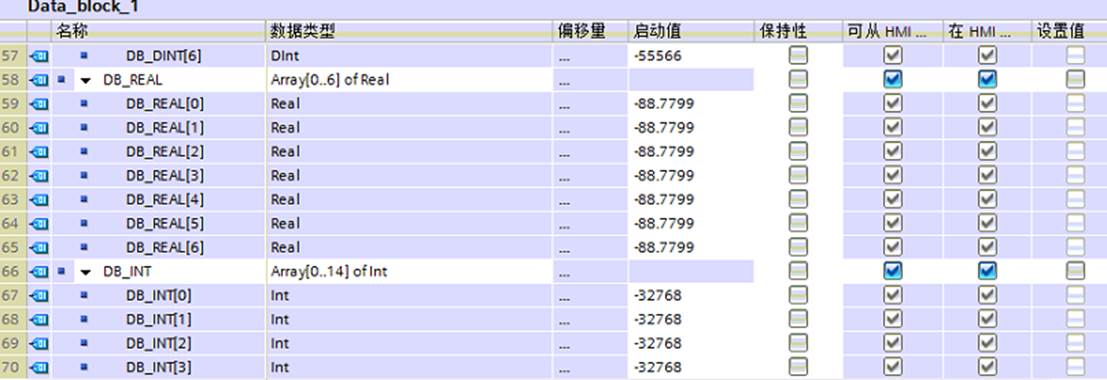 Data_block_1
名称 数据类型 偏移量 启动值 保持性 可从 HMI ... 在 HMI ... 设置值
57 DB_DINT[6] DInt ... -55566
58 DB_REAL Array[0..6] of Real ...
59 DB_REAL[0] Real ... -88.7799
60 DB_REAL[1] Real ... -88.7799
61 DB_REAL[2] Real ... -88.7799
62 DB_REAL[3] Real ... -88.7799
63 DB_REAL[4] Real ... -88.7799
64 DB_REAL[5] Real ... -88.7799
65 DB_REAL[6] Real ... -88.7799
66 DB_INT Array[0..14] of Int ...
67 DB_INT[0] Int ... -32768
68 DB_INT[1] Int ... -32768
69 DB_INT[2] Int ... -32768
70 DB_INT[3] Int ... -32768